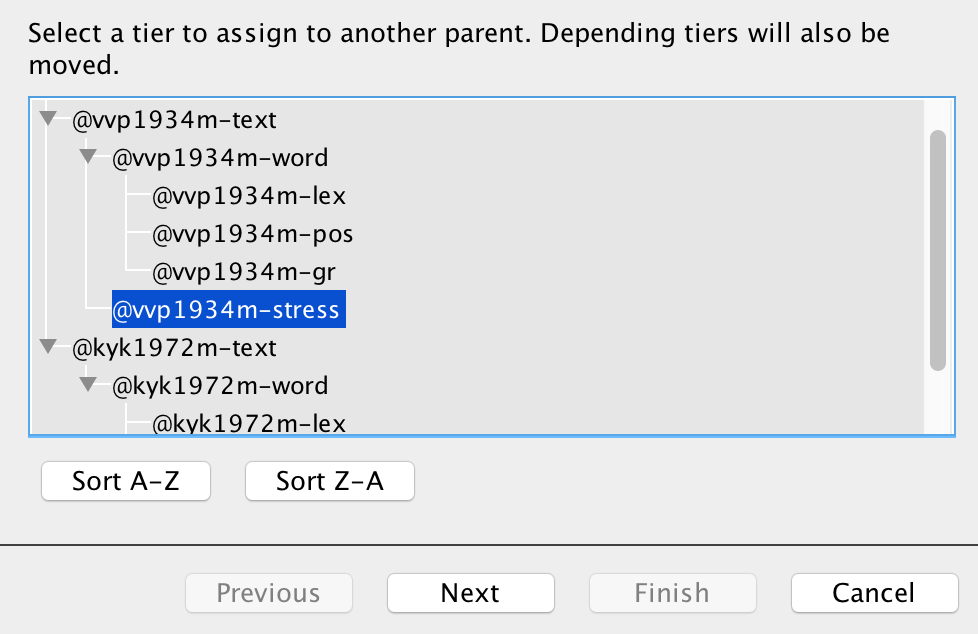 Select a tier to assign to another parent. Depending tiers will also be
moved.
@vvp1934m-text
@vvp1934m-word
@vvp1934m-lex
@vvp1934m-pos
@vvp1934m-gr
@vvp1934m-stress
@kyk1972m-text
@kyk1972m-word
@kyk1972m-lex
Sort A-Z Sort Z-A
Previous Next Finish Cancel